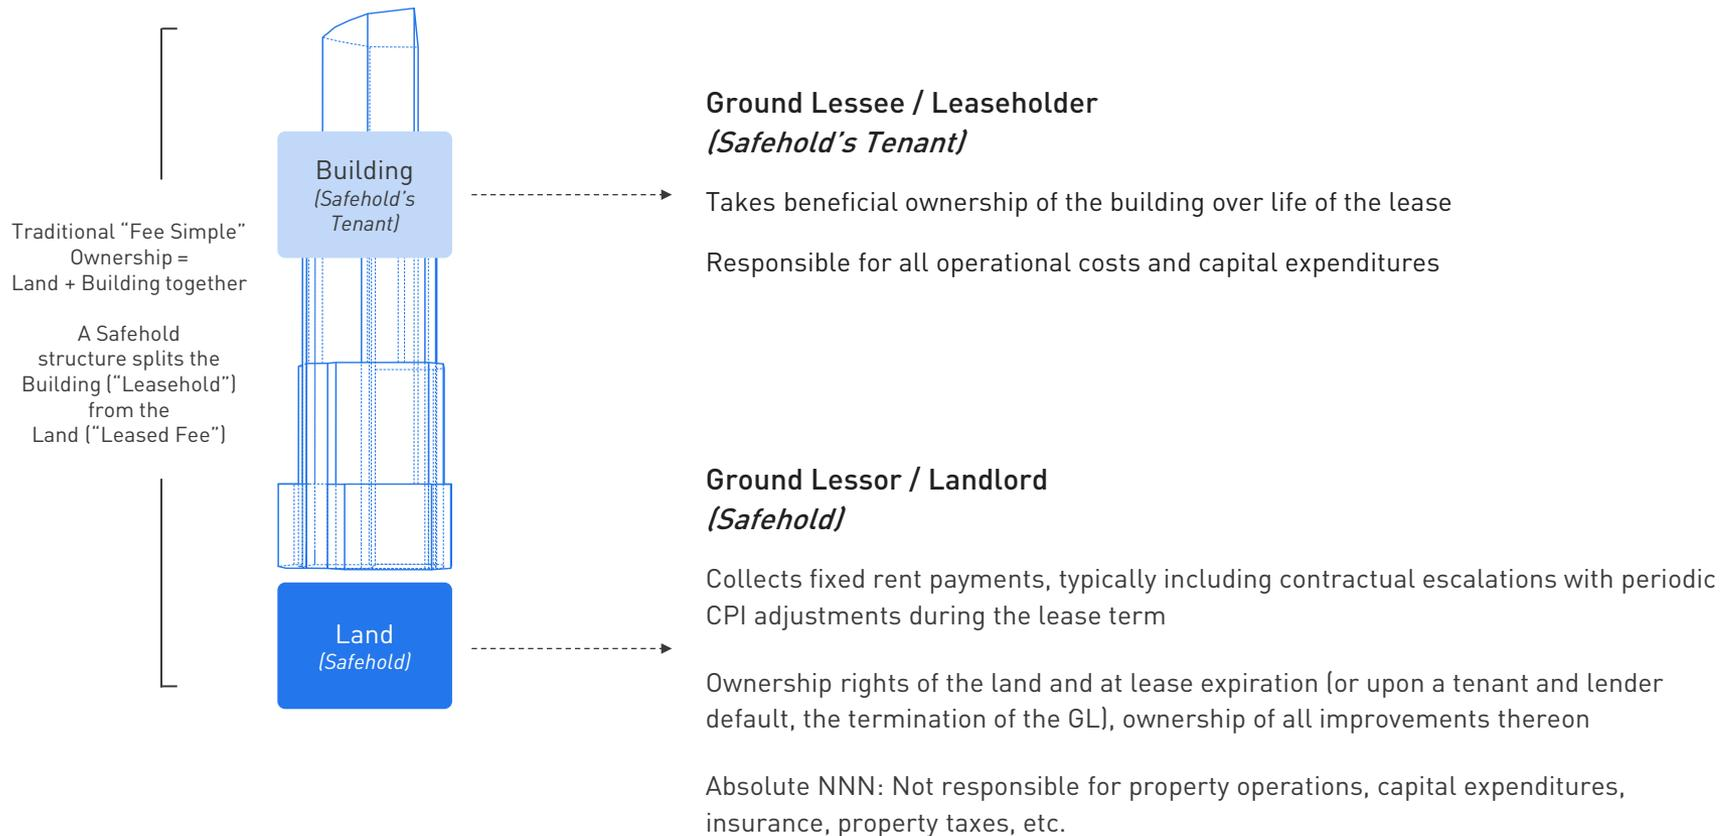 Traditional “Fee Simple”
Ownership =
Land + Building together
A Safehold
structure splits the
Building (“Leasehold”)
from the
Land (“Leased Fee”)
Building
(Safehold’s
Tenant)
Land
(Safehold)
Ground Lessee / Leaseholder
(Safehold’s Tenant)
Takes beneficial ownership of the building over life of the lease
Responsible for all operational costs and capital expenditures
Ground Lessor / Landlord
(Safehold)
Collects fixed rent payments, typically including contractual escalations with periodic
CPI adjustments during the lease term
Ownership rights of the land and at lease expiration (or upon a tenant and lender
default, the termination of the GL), ownership of all improvements thereon
Absolute NNN: Not responsible for property operations, capital expenditures,
insurance, property taxes, etc.